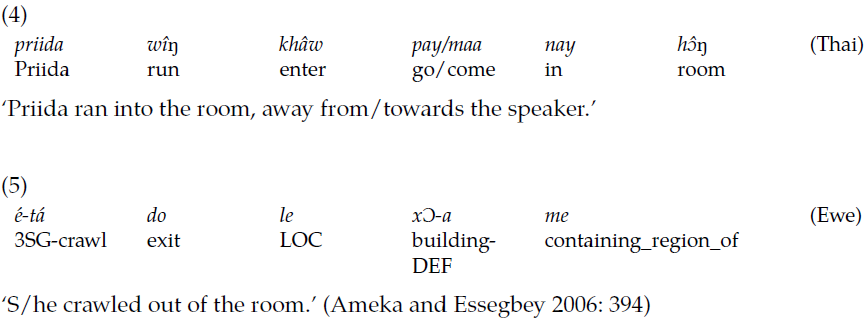 (4)
priida wîŋ khâw pay/maa nay hɔ̂ŋ (Thai)
Priida run enter go/come in room
‘Priida ran into the room, away from/towards the speaker.’
(5)
é-tá do le xɔ-a me (Ewe)
3SG-crawl exit LOC building- containing_region_of
DEF
‘S/he crawled out of the room.’ (Ameka and Essegbey 2006: 394)